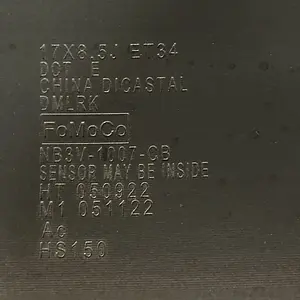 17X8.5J ET34
DOT E
CHINA DICASTAL
DMLRK
FoMoCo
NB3V-1007-CB
SENSOR MAY BE INSIDE
HT 050922
M1 051122
Ac
HS150